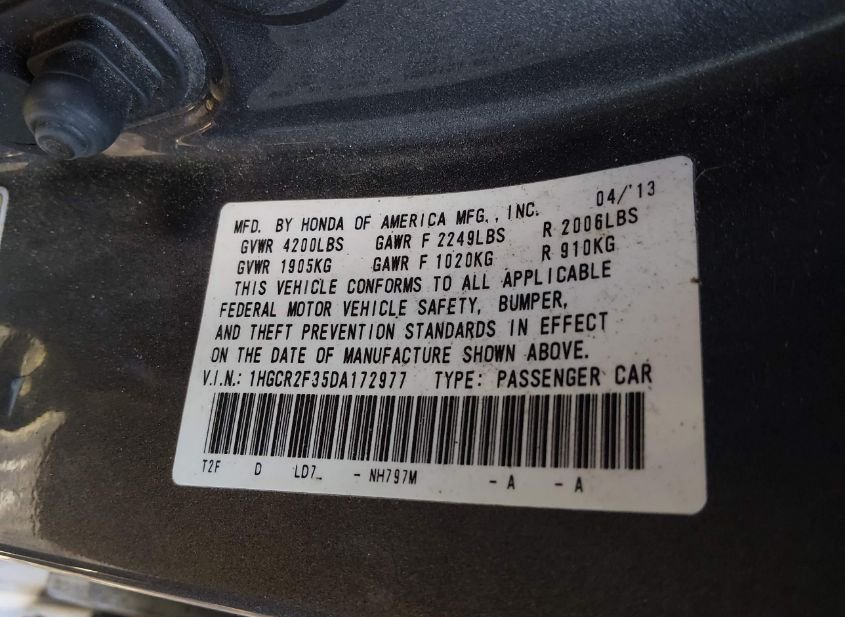 MFD. BY HONDA OF AMERICA MFG., INC. 04/'13
GVWR 4200LBS GAWR F 2249LBS R 2006LBS
GVWR 1905KG GAWR F 1020KG R 910KG
THIS VEHICLE CONFORMS TO ALL APPLICABLE
FEDERAL MOTOR VEHICLE SAFETY, BUMPER,
AND THEFT PREVENTION STANDARDS IN EFFECT
ON THE DATE OF MANUFACTURE SHOWN ABOVE.
V.I.N.: 1HGCR2F35DA172977 TYPE: PASSENGER CAR
T2F D LD7_ - NH797M - A - A